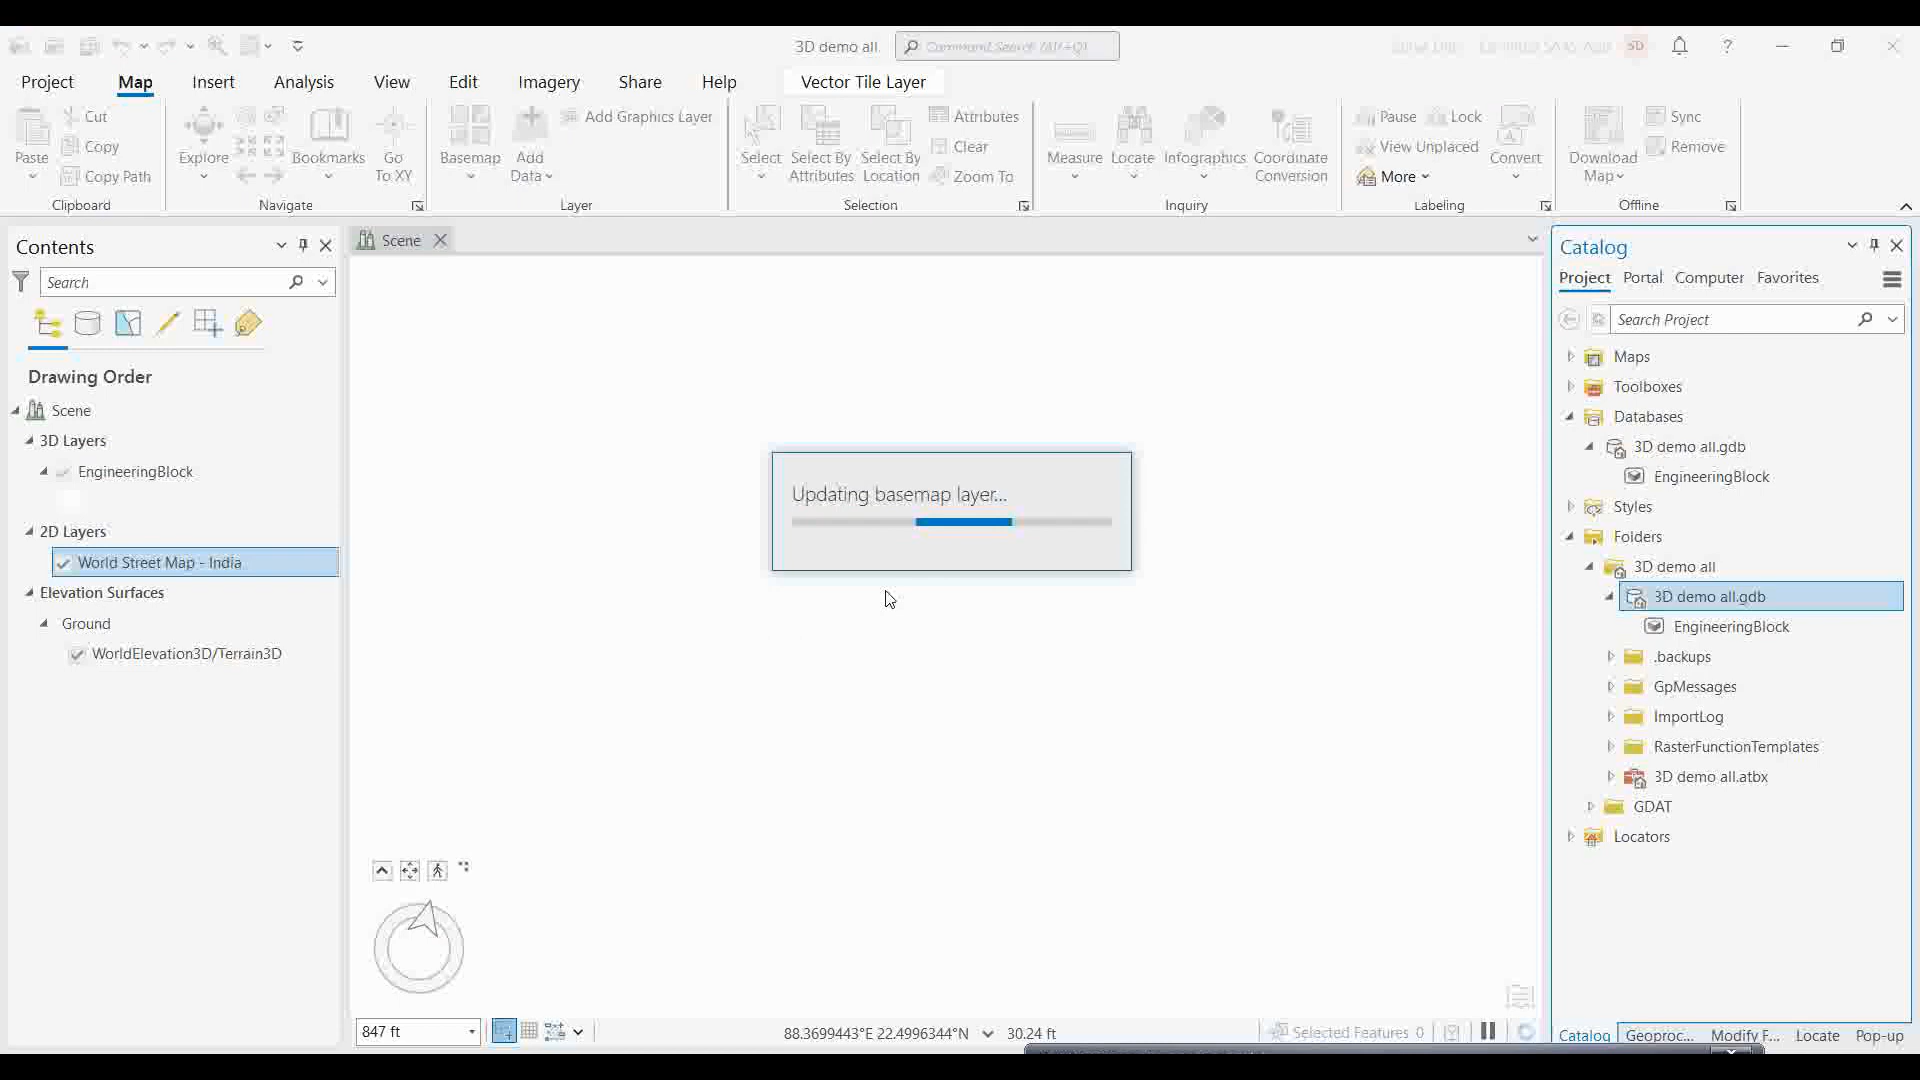 3D demo all
Command Search (Alt+Q)
SD
?
Project
Map
Insert
Analysis
View
Edit
Imagery
Share
Help
Vector Tile Layer
Paste
Cut
Copy
Copy Path
Clipboard
Explore
Bookmarks
Go
To XY
Navigate
Basemap
Add
Data
Add Graphics Layer
Layer
Select
Select By
Attributes
Select By
Location
Attributes
Clear
Zoom To
Selection
Measure
Locate
Infographics
Coordinate
Conversion
Inquiry
Pause
Lock
View Unplaced
More
Convert
Labeling
Download
Map
Sync
Remove
Offline
Contents
Search
Drawing Order
Scene
3D Layers
EngineeringBlock
2D Layers
World Street Map - India
Elevation Surfaces
Ground
WorldElevation3D/Terrain3D
Scene
Updating basemap layer...
847 ft
88.3699443°E 22.4996344°N
30.24 ft
Selected Features: 0
Catalog
Project
Portal
Computer
Favorites
Search Project
Maps
Toolboxes
Databases
3D demo all.gdb
EngineeringBlock
Styles
Folders
3D demo all
3D demo all.gdb
EngineeringBlock
.backups
GpMessages
ImportLog
RasterFunctionTemplates
3D demo all.atbx
GDAT
Locators
Catalog
Geoproc...
Modify F...
Locate
Pop-up